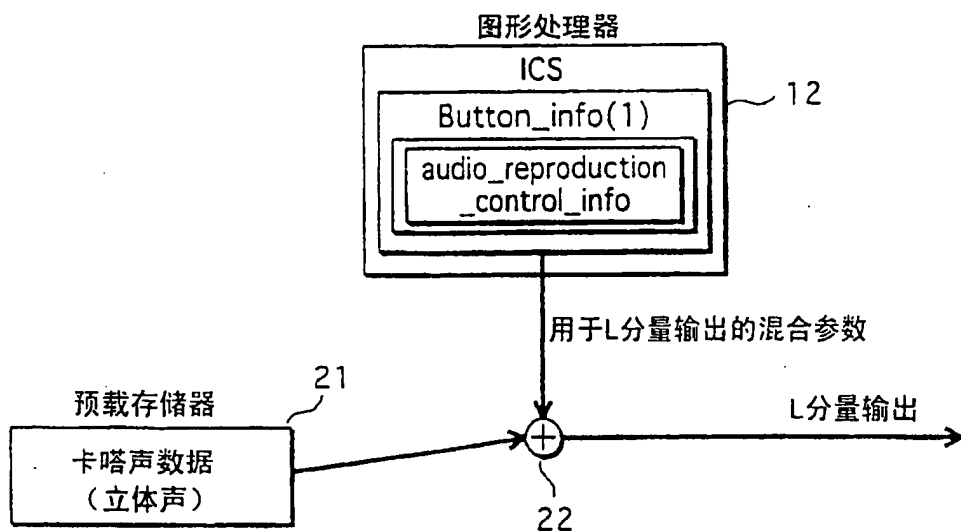 图形处理器
ICS
12
Button_info(1)
audio_reproduction
_control_info
用于L分量输出的混合参数
预载存储器
21
L分量输出
卡嗒声数据
(立体声)
22